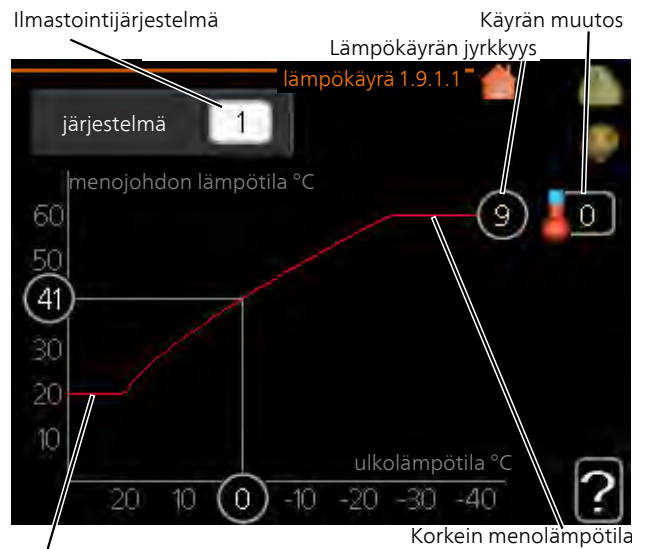 Ilmastointijärjestelmä
Käyrän muutos
Lämpökäyrän jyrkkyys
lämpökäyrä 1.9.1.1
järjestelmä 1
menojohdon lämpötila °C
60
9
0
50
41
30
20
10
ulkolämpötila °C
20 10 0 -10 -20 -30 -40
?
Korkein menolämpötila